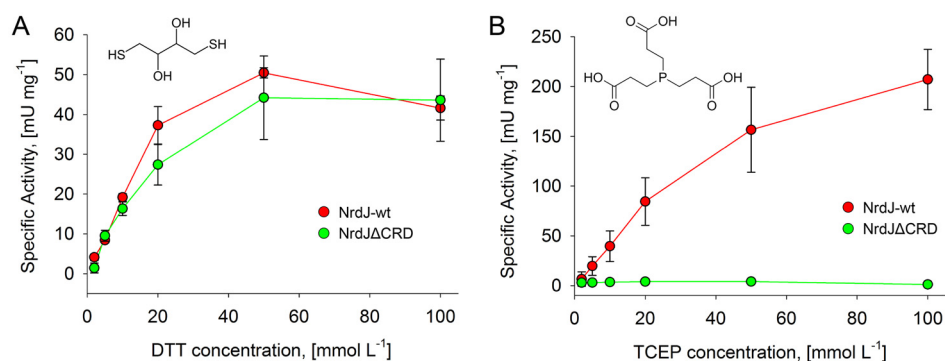 A
OH
HS
SH
OH
Specific Activity, [mU mg⁻¹]
60
50
40
30
20
10
0
NrdJ-wt
NrdJΔCRD
0 20 40 60 80 100
DTT concentration, [mmol L⁻¹]
B
O OH
HO P OH
O O
Specific Activity, [mU mg⁻¹]
250
200
150
100
50
0
NrdJ-wt
NrdJΔCRD
0 20 40 60 80 100
TCEP concentration, [mmol L⁻¹]